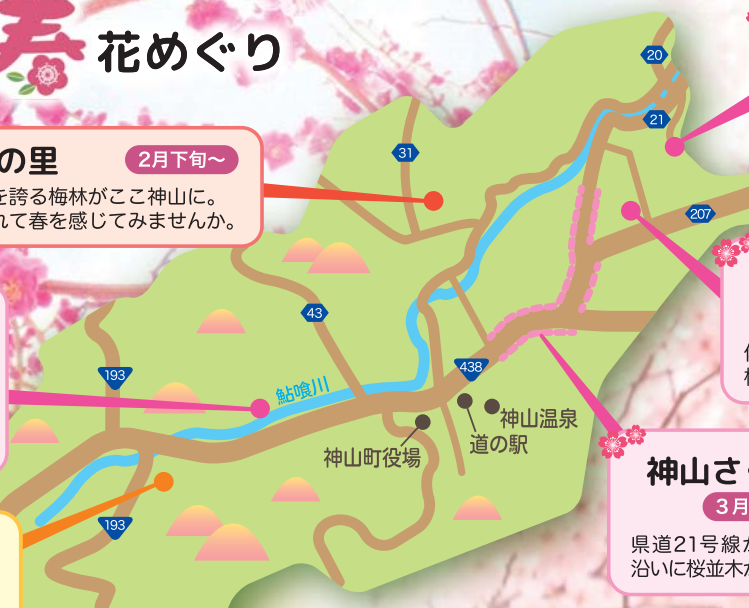 春
花めぐり
の里
2月下旬～
を誇る梅林がここ神山に。
れて春を感じてみませんか。
20
21
31
207
43
193
438
鮎喰川
神山温泉
道の駅
神山町役場
193
神山さ
3月
県道21号線
沿いに桜並木